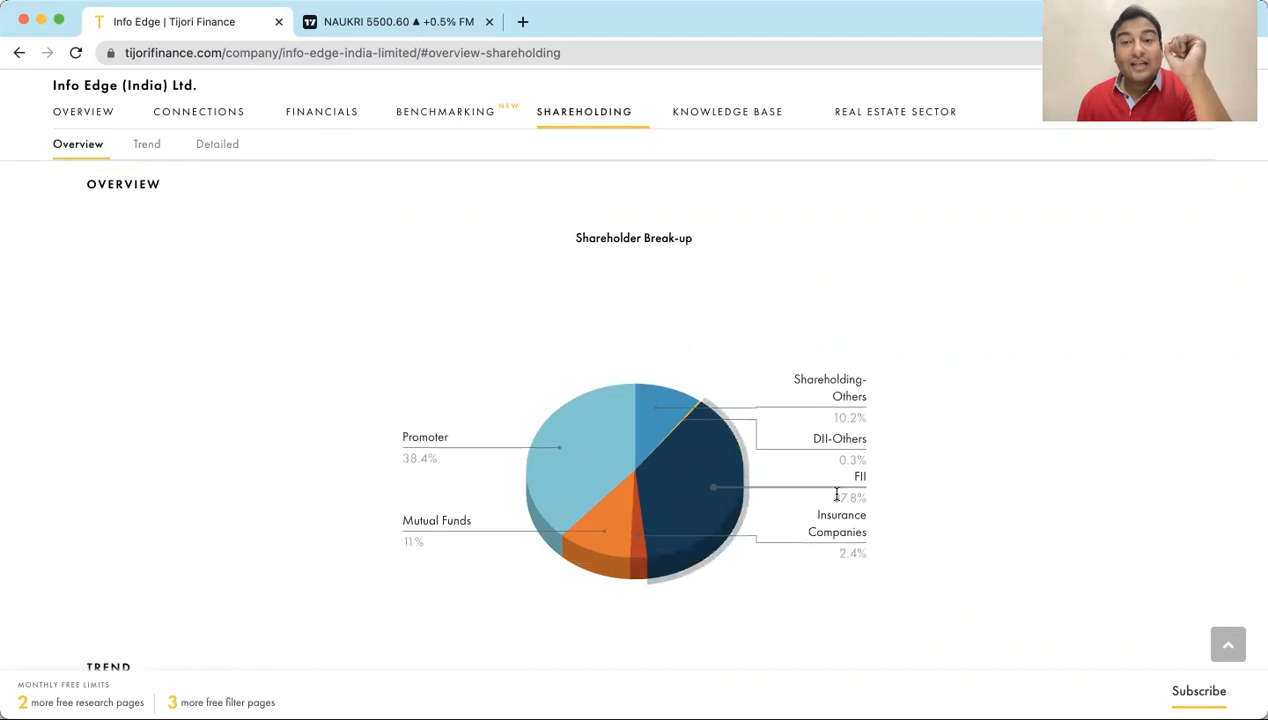 Info Edge | Tijori Finance
NAUKRI 5500.60 ▲ +0.5% FM
tijorifinance.com/company/info-edge-india-limited/#overview-shareholding
Info Edge (India) Ltd.
OVERVIEW CONNECTIONS FINANCIALS BENCHMARKING NEW SHAREHOLDING KNOWLEDGE BASE REAL ESTATE SECTOR
Overview Trend Detailed
OVERVIEW
Shareholder Break-up
Shareholding-
Others
10.2%
DII-Others
0.3%
FII
7.8%
Insurance
Companies
2.4%
Promoter
38.4%
Mutual Funds
11%
TREND
MONTHLY FREE LIMITS
2 more free research pages
3 more free filter pages
Subscribe